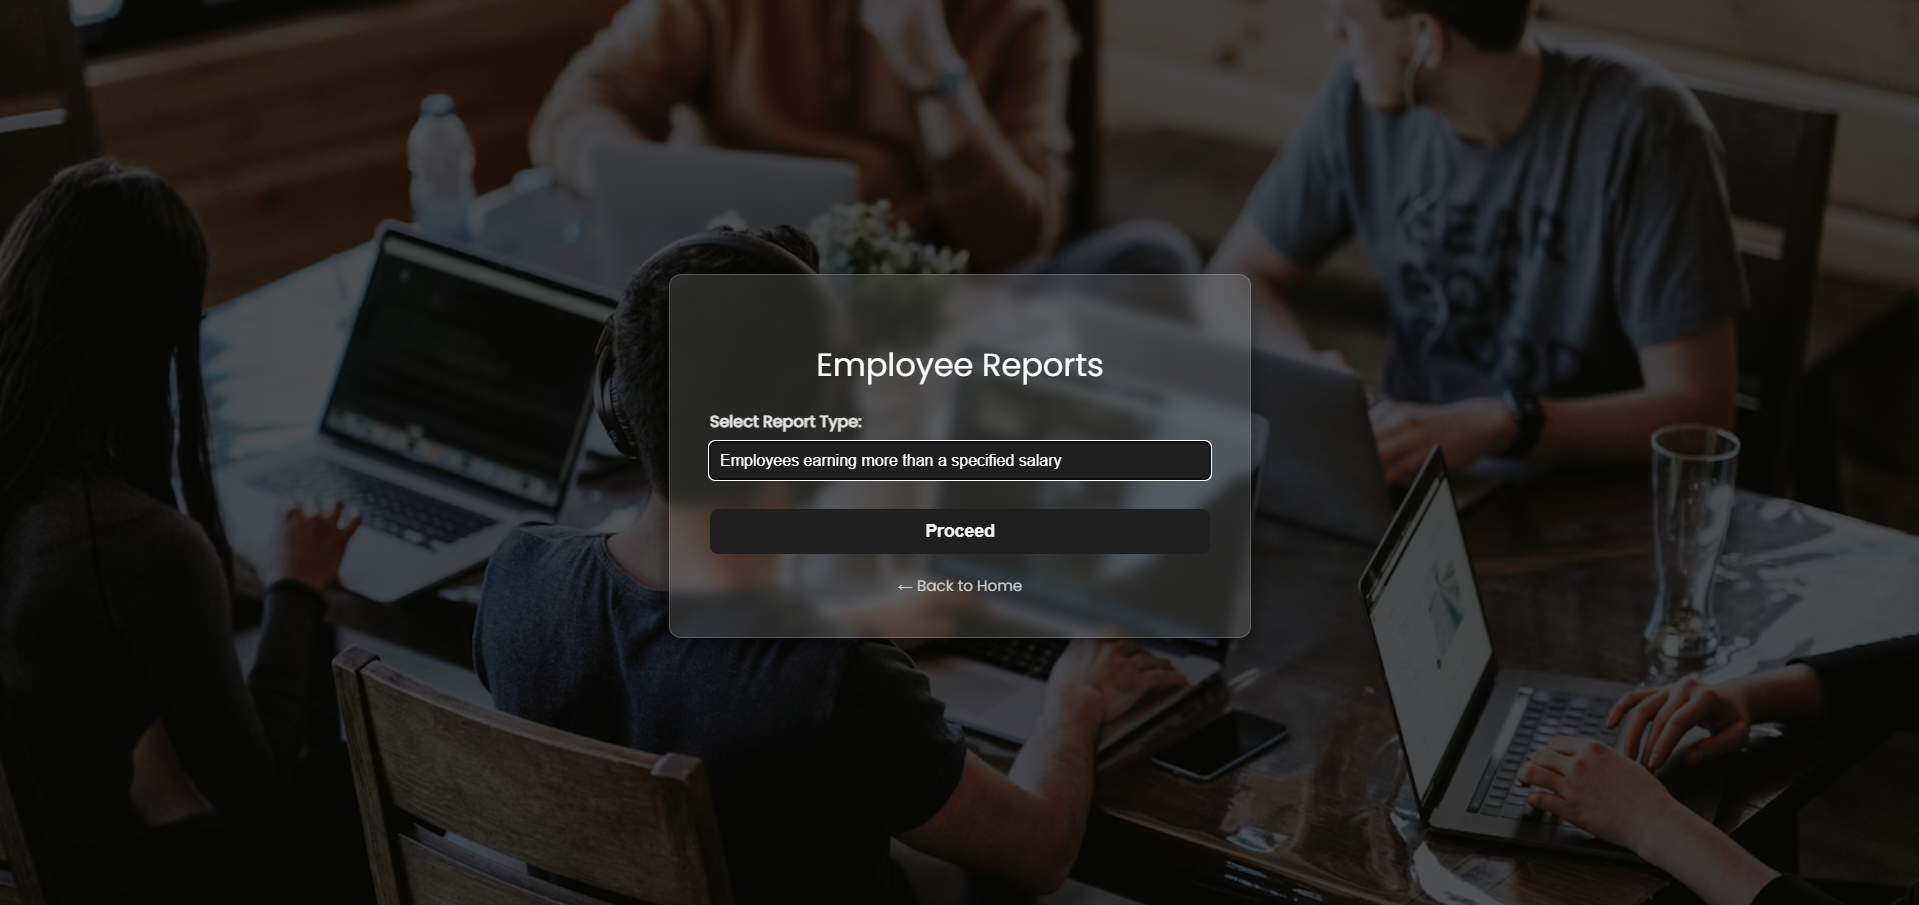 Employee Reports
Select Report Type:
Employees earning more than a specified salary
Proceed
← Back to Home